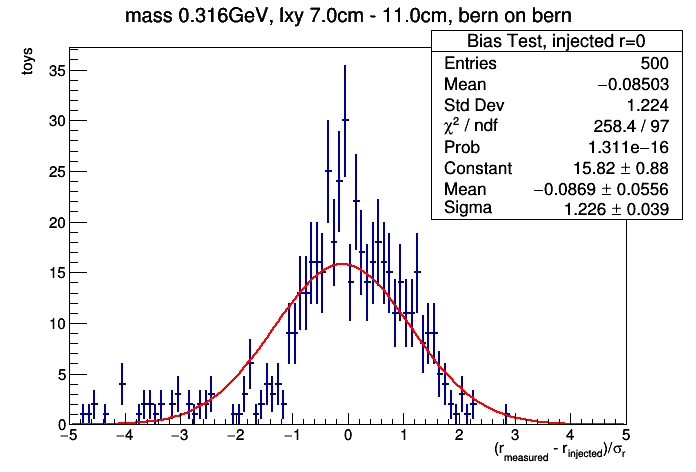 mass 0.316GeV, lxy 7.0cm - 11.0cm, bern on bern
Bias Test, injected r=0
Entries 500
Mean −0.08503
Std Dev 1.224
χ² / ndf 258.4 / 97
Prob 1.311e−16
Constant 15.82 ± 0.88
Mean −0.0869 ± 0.0556
Sigma 1.226 ± 0.039
toys
35
30
25
20
15
10
5
0
−5 −4 −3 −2 −1 0 1 2 3 4 5
(r_measured - r_injected)/σ_r